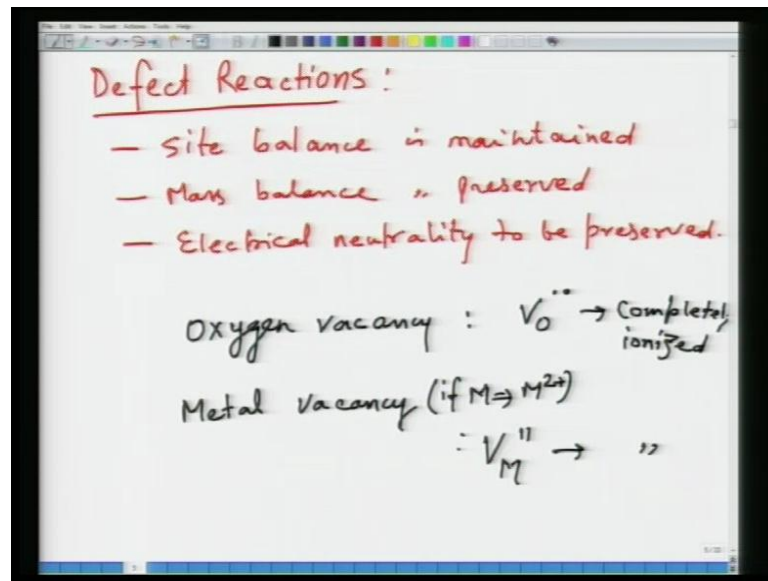 Defect Reactions :
— Site balance is maintained
— Mass balance " preserved
— Electrical neutrality to be preserved.
Oxygen vacancy : V_O^{••} → Completely
ionized
Metal vacancy (if M ⇒ M²⁺)
: V_M^{''} → "